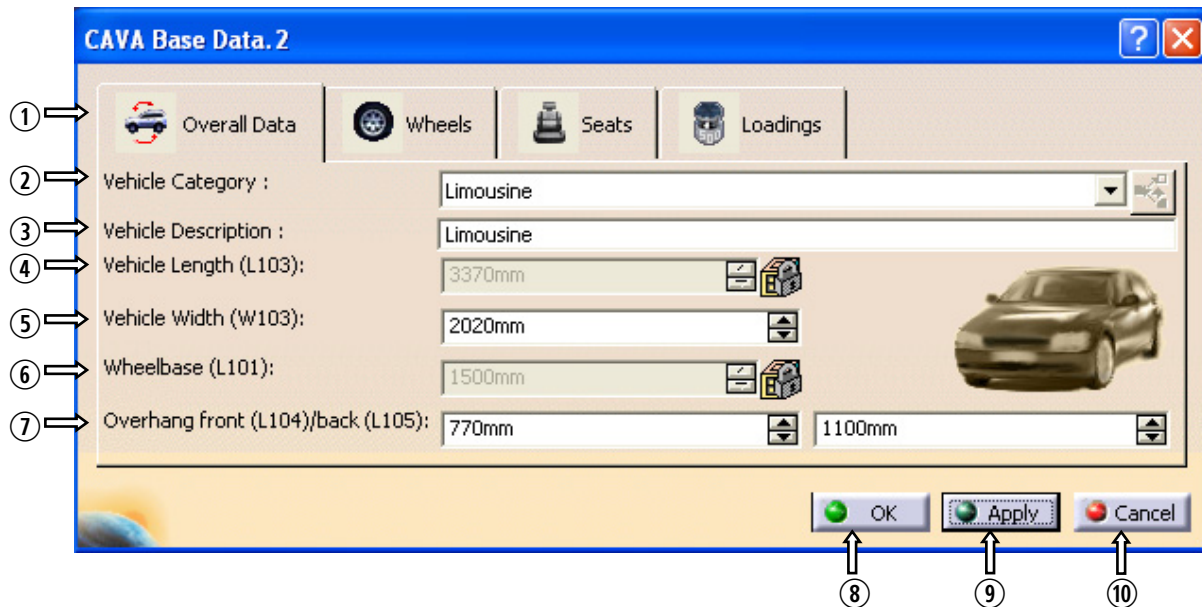 CAVA Base Data.2
① Overall Data Wheels Seats Loadings
② Vehicle Category : Limousine
③ Vehicle Description : Limousine
④ Vehicle Length (L103): 3370mm
⑤ Vehicle Width (W103): 2020mm
⑥ Wheelbase (L101): 1500mm
⑦ Overhang front (L104)/back (L105): 770mm 1100mm
OK Apply Cancel
⑧ ⑨ ⑩